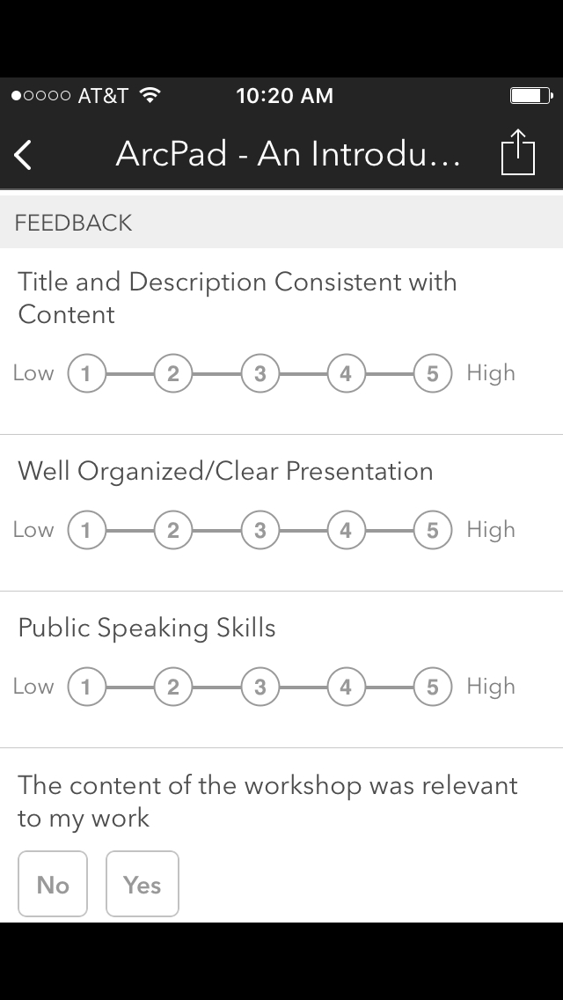 AT&T 10:20 AM
ArcPad - An Introdu...
FEEDBACK
Title and Description Consistent with
Content
Low 1 2 3 4 5 High
Well Organized/Clear Presentation
Low 1 2 3 4 5 High
Public Speaking Skills
Low 1 2 3 4 5 High
The content of the workshop was relevant
to my work
No Yes